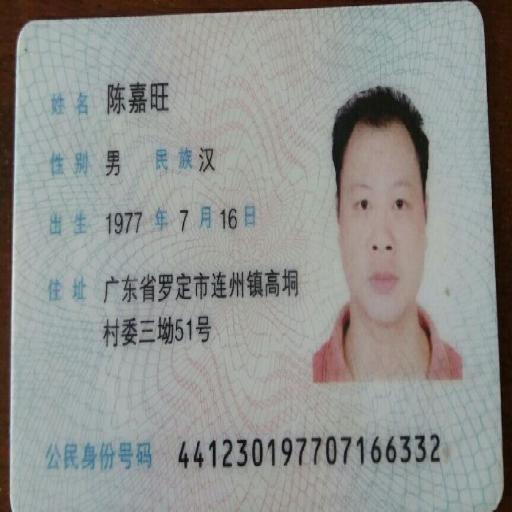 姓名 陈嘉旺
性别 男 民族 汉
出生 1977 年 7 月 16 日
住址 广东省罗定市连州镇高垌
村委三坳51号
公民身份号码 441230197707166332